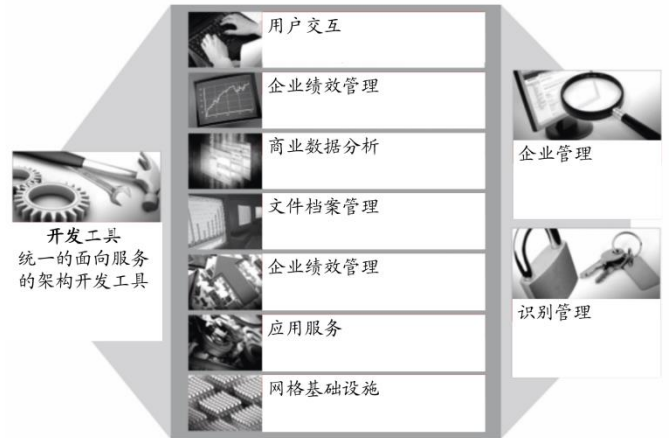 用户交互
企业绩效管理
商业数据分析
文件档案管理
企业绩效管理
应用服务
网格基础设施
开发工具
统一的面向服务
的架构开发工具
企业管理
识别管理